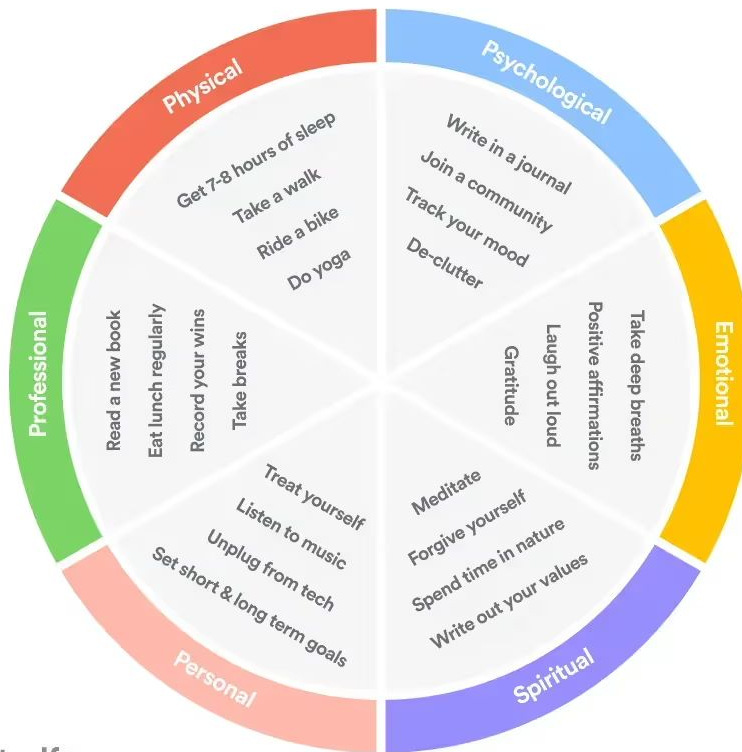 Physical
Get 7-8 hours of sleep
Take a walk
Ride a bike
Do yoga
Psychological
Write in a journal
Join a community
Track your mood
De-clutter
Emotional
Take deep breaths
Positive affirmations
Laugh out loud
Gratitude
Spiritual
Meditate
Forgive yourself
Spend time in nature
Write out your values
Personal
Treat yourself
Listen to music
Unplug from tech
Set short & long term goals
Professional
Read a new book
Eat lunch regularly
Record your wins
Take breaks